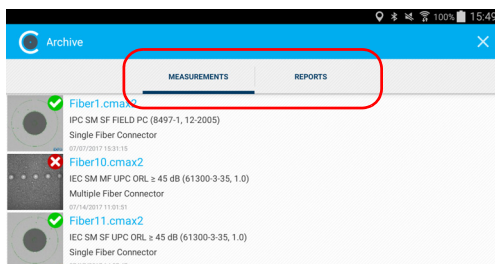 100% 15:49
Archive
MEASUREMENTS REPORTS
Fiber1.cmax2
IPC SM SF FIELD PC (8497-1, 12-2005)
Single Fiber Connector
07/07/2017 15:31:15
Fiber10.cmax2
IEC SM MF UPC ORL ≥ 45 dB (61300-3-35, 1.0)
Multiple Fiber Connector
07/14/2017 11:01:51
Fiber11.cmax2
IEC SM SF UPC ORL ≥ 45 dB (61300-3-35, 1.0)
Single Fiber Connector